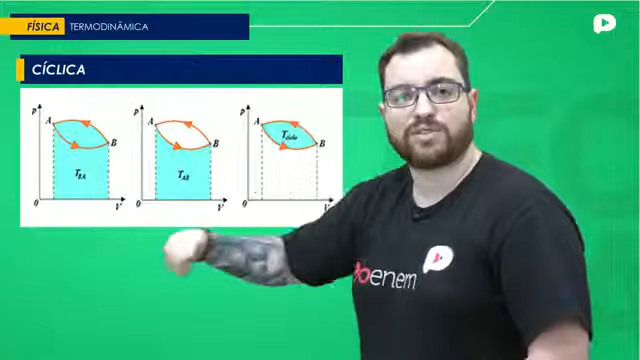 FÍSICA TERMODINÂMICA
CÍCLICA
p p p
A A A
B B B
T_BA T_AB T_ciclo
0 V 0 V 0 V
enem